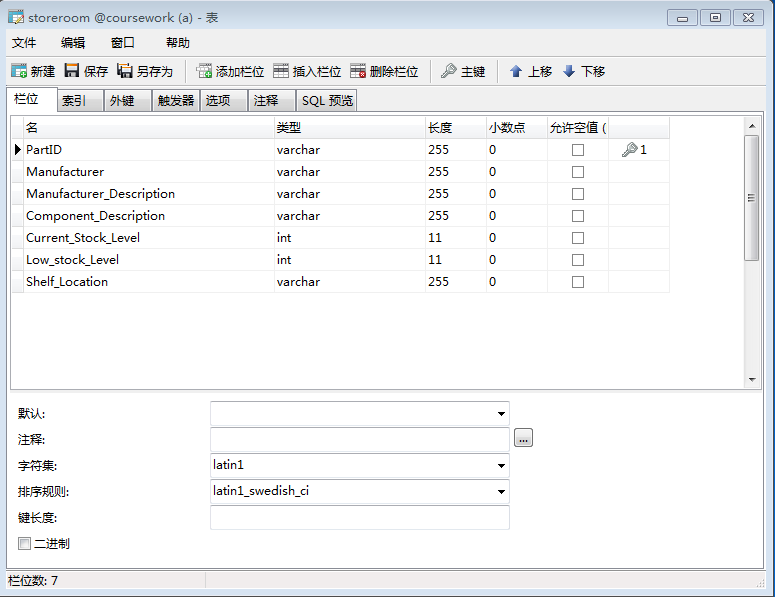 storeroom @coursework (a) - 表
文件 编辑 窗口 帮助
新建 保存 另存为 添加栏位 插入栏位 删除栏位 主键 上移 下移
栏位 索引 外键 触发器 选项 注释 SQL 预览
名 类型 长度 小数点 允许空值 (
PartID varchar 255 0 1
Manufacturer varchar 255 0
Manufacturer_Description varchar 255 0
Component_Description varchar 255 0
Current_Stock_Level int 11 0
Low_stock_Level int 11 0
Shelf_Location varchar 255 0
默认:
注释: ...
字符集: latin1
排序规则: latin1_swedish_ci
键长度:
二进制
栏位数: 7